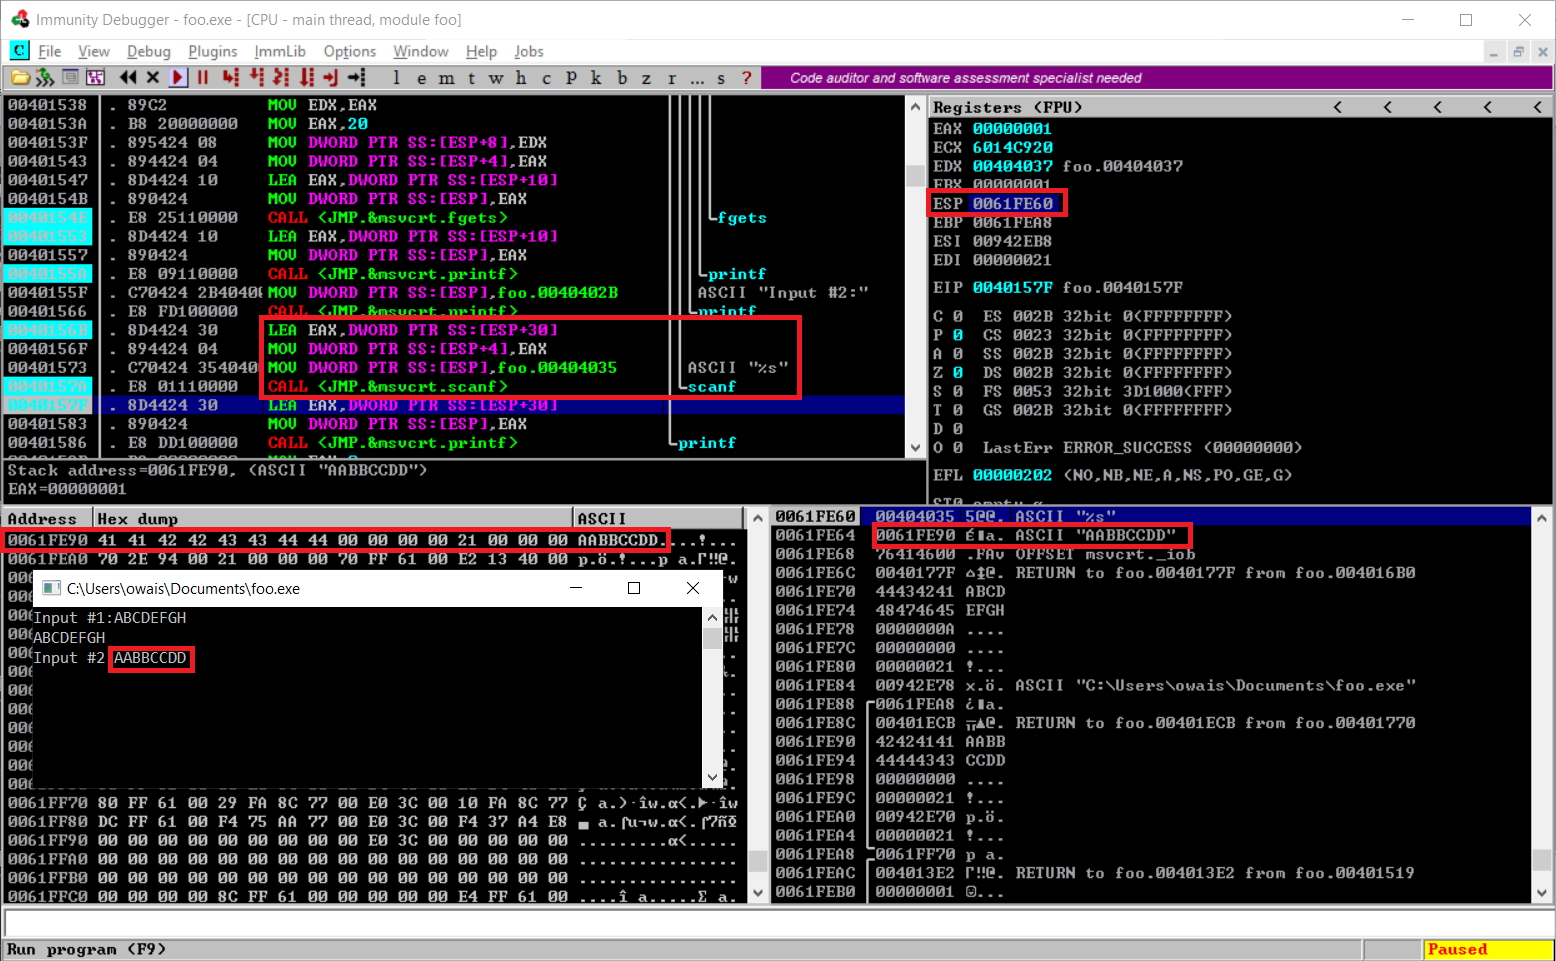 Immunity Debugger - foo.exe - [CPU - main thread, module foo]
C File View Debug Plugins ImmLib Options Window Help Jobs
l e m t w h c P k b z r ... s ? Code auditor and software assessment specialist needed
00401538 . 89C2 MOV EDX,EAX
0040153A . B8 20000000 MOV EAX,20
0040153F . 895424 08 MOV DWORD PTR SS:[ESP+8],EDX
00401543 . 894424 04 MOV DWORD PTR SS:[ESP+4],EAX
00401547 . 8D4424 10 LEA EAX,DWORD PTR SS:[ESP+10]
0040154B . 890424 MOV DWORD PTR SS:[ESP],EAX
0040154E . E8 25110000 CALL <JMP.&msvcrt.fgets> fgets
00401553 . 8D4424 10 LEA EAX,DWORD PTR SS:[ESP+10]
00401557 . 890424 MOV DWORD PTR SS:[ESP],EAX
0040155A . E8 09110000 CALL <JMP.&msvcrt.printf> printf
0040155F . C70424 2B4040 MOV DWORD PTR SS:[ESP],foo.0040402B ASCII "Input #2:"
00401566 . E8 FD100000 CALL <JMP.&msvcrt.printf> printf
0040156B . 8D4424 30 LEA EAX,DWORD PTR SS:[ESP+30]
0040156F . 894424 04 MOV DWORD PTR SS:[ESP+4],EAX
00401573 . C70424 354040 MOV DWORD PTR SS:[ESP],foo.00404035 ASCII "%s"
0040157A . E8 01110000 CALL <JMP.&msvcrt.scanf> scanf
0040157F . 8D4424 30 LEA EAX,DWORD PTR SS:[ESP+30]
00401583 . 890424 MOV DWORD PTR SS:[ESP],EAX
00401586 . E8 DD100000 CALL <JMP.&msvcrt.printf> printf
Stack address=0061FE90, (ASCII "AABBCCDD")
EAX=00000001
Registers (FPU) < < < < <
EAX 00000001
ECX 6014C920
EDX 00404037 foo.00404037
EBX 00000001
ESP 0061FE60
EBP 0061FEA8
ESI 00942EB8
EDI 00000021
EIP 0040157F foo.0040157F
C 0 ES 002B 32bit 0(FFFFFFFF)
P 0 CS 0023 32bit 0(FFFFFFFF)
A 0 SS 002B 32bit 0(FFFFFFFF)
Z 0 DS 002B 32bit 0(FFFFFFFF)
S 0 FS 0053 32bit 3D1000(FFF)
T 0 GS 002B 32bit 0(FFFFFFFF)
D 0
O 0 LastErr ERROR_SUCCESS (00000000)
EFL 00000202 (NO,NB,NE,A,NS,PO,GE,G)
ST0 empty
Address Hex dump ASCII
0061FE90 41 41 42 42 43 43 44 44 00 00 00 00 21 00 00 00 AABBCCDD....!...
0061FEA0 70 2E 94 00 21 00 00 00 70 FF 61 00 E2 13 40 00 p.ö.!...p a.Γ‼@.
C:\Users\owais\Documents\foo.exe
Input #1:ABCDEFGH
ABCDEFGH
Input #2 AABBCCDD
0061FF70 80 FF 61 00 29 FA 8C 77 00 E0 3C 00 10 FA 8C 77 Ç a.)·îw.α<.►·îw
0061FF80 DC FF 61 00 F4 75 AA 77 00 E0 3C 00 F4 37 A4 E8 ▄ a.⌠u¬w.α<.⌠7ñΦ
0061FF90 00 00 00 00 00 00 00 00 00 E0 3C 00 00 00 00 00 .........α<.....
0061FFA0 00 00 00 00 00 00 00 00 00 00 00 00 00 00 00 00 ................
0061FFB0 00 00 00 00 00 00 00 00 00 00 00 00 00 00 00 00 ................
0061FFC0 00 00 00 00 8C FF 61 00 00 00 00 00 E4 FF 61 00 ....î a.....Σ a.
0061FE60 00404035 5@@. ASCII "%s"
0061FE64 0061FE90 É■a. ASCII "AABBCCDD"
0061FE68 76414600 .FAv OFFSET msvcrt._iob
0061FE6C 0040177F ⌂‡@. RETURN to foo.0040177F from foo.004016B0
0061FE70 44434241 ABCD
0061FE74 48474645 EFGH
0061FE78 0000000A ....
0061FE7C 00000000 ....
0061FE80 00000021 !...
0061FE84 00942E78 x.ö. ASCII "C:\Users\owais\Documents\foo.exe"
0061FE88 0061FEA8 ¿■a.
0061FE8C 00401ECB ╦▲@. RETURN to foo.00401ECB from foo.00401770
0061FE90 42424141 AABB
0061FE94 44444343 CCDD
0061FE98 00000000 ....
0061FE9C 00000021 !...
0061FEA0 00942E70 p.ö.
0061FEA4 00000021 !...
0061FEA8 0061FF70 p a.
0061FEAC 004013E2 Γ‼@. RETURN to foo.004013E2 from foo.00401519
0061FEB0 00000001 ☺...
Run program (F9)
Paused